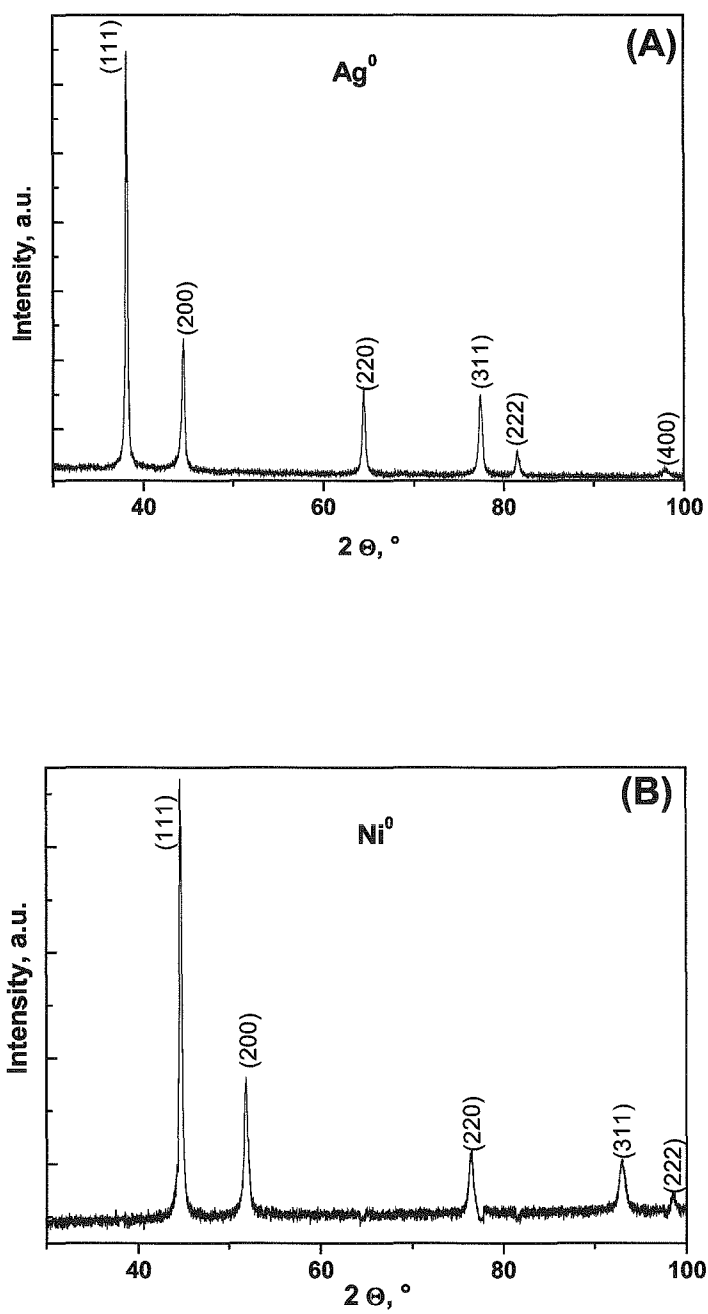 (A)
Ag⁰
(111)
(200)
(220)
(311)
(222)
(400)
Intensity, a.u.
40 60 80 100
2 Θ, °
(B)
Ni⁰
(111)
(200)
(220)
(311)
(222)
Intensity, a.u.
40 60 80 100
2 Θ, °